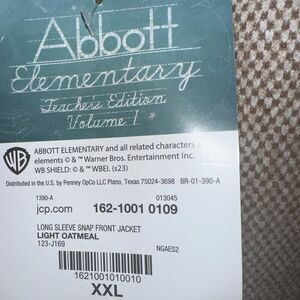 Abbott
Elementary
Teacher's Edition
Volume 1
WB
ABBOTT ELEMENTARY and all related characters
elements © & ™ Warner Bros. Entertainment Inc.
WB SHIELD: © & ™ WBEI. (s23)
Distributed in the U.S. by Penney OpCo LLC Plano, Texas 75024-3698 BR-01-390-A
1390-A 013045
jcp.com 162-1001 0109
LONG SLEEVE SNAP FRONT JACKET
LIGHT OATMEAL NGAES2
123-J169
1621001010010
XXL